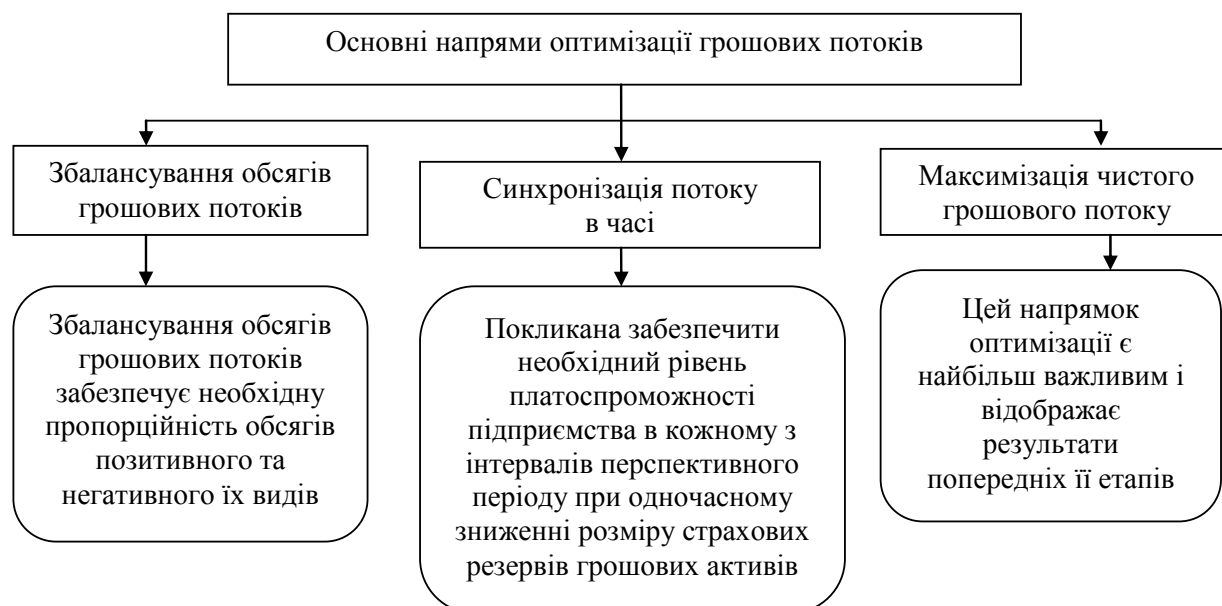 Основні напрями оптимізації грошових потоків
Збалансування обсягів
грошових потоків
Синхронізація потоку
в часі
Максимізація чистого
грошового потоку
Збалансування обсягів
грошових потоків
забезпечує необхідну
пропорційність обсягів
позитивного та
негативного їх видів
Покликана забезпечити
необхідний рівень
платоспроможності
підприємства в кожному з
інтервалів перспективного
періоду при одночасному
зниженні розміру страхових
резервів грошових активів
Цей напрямок
оптимізації є
найбільш важливим і
відображає
результати
попередніх її етапів